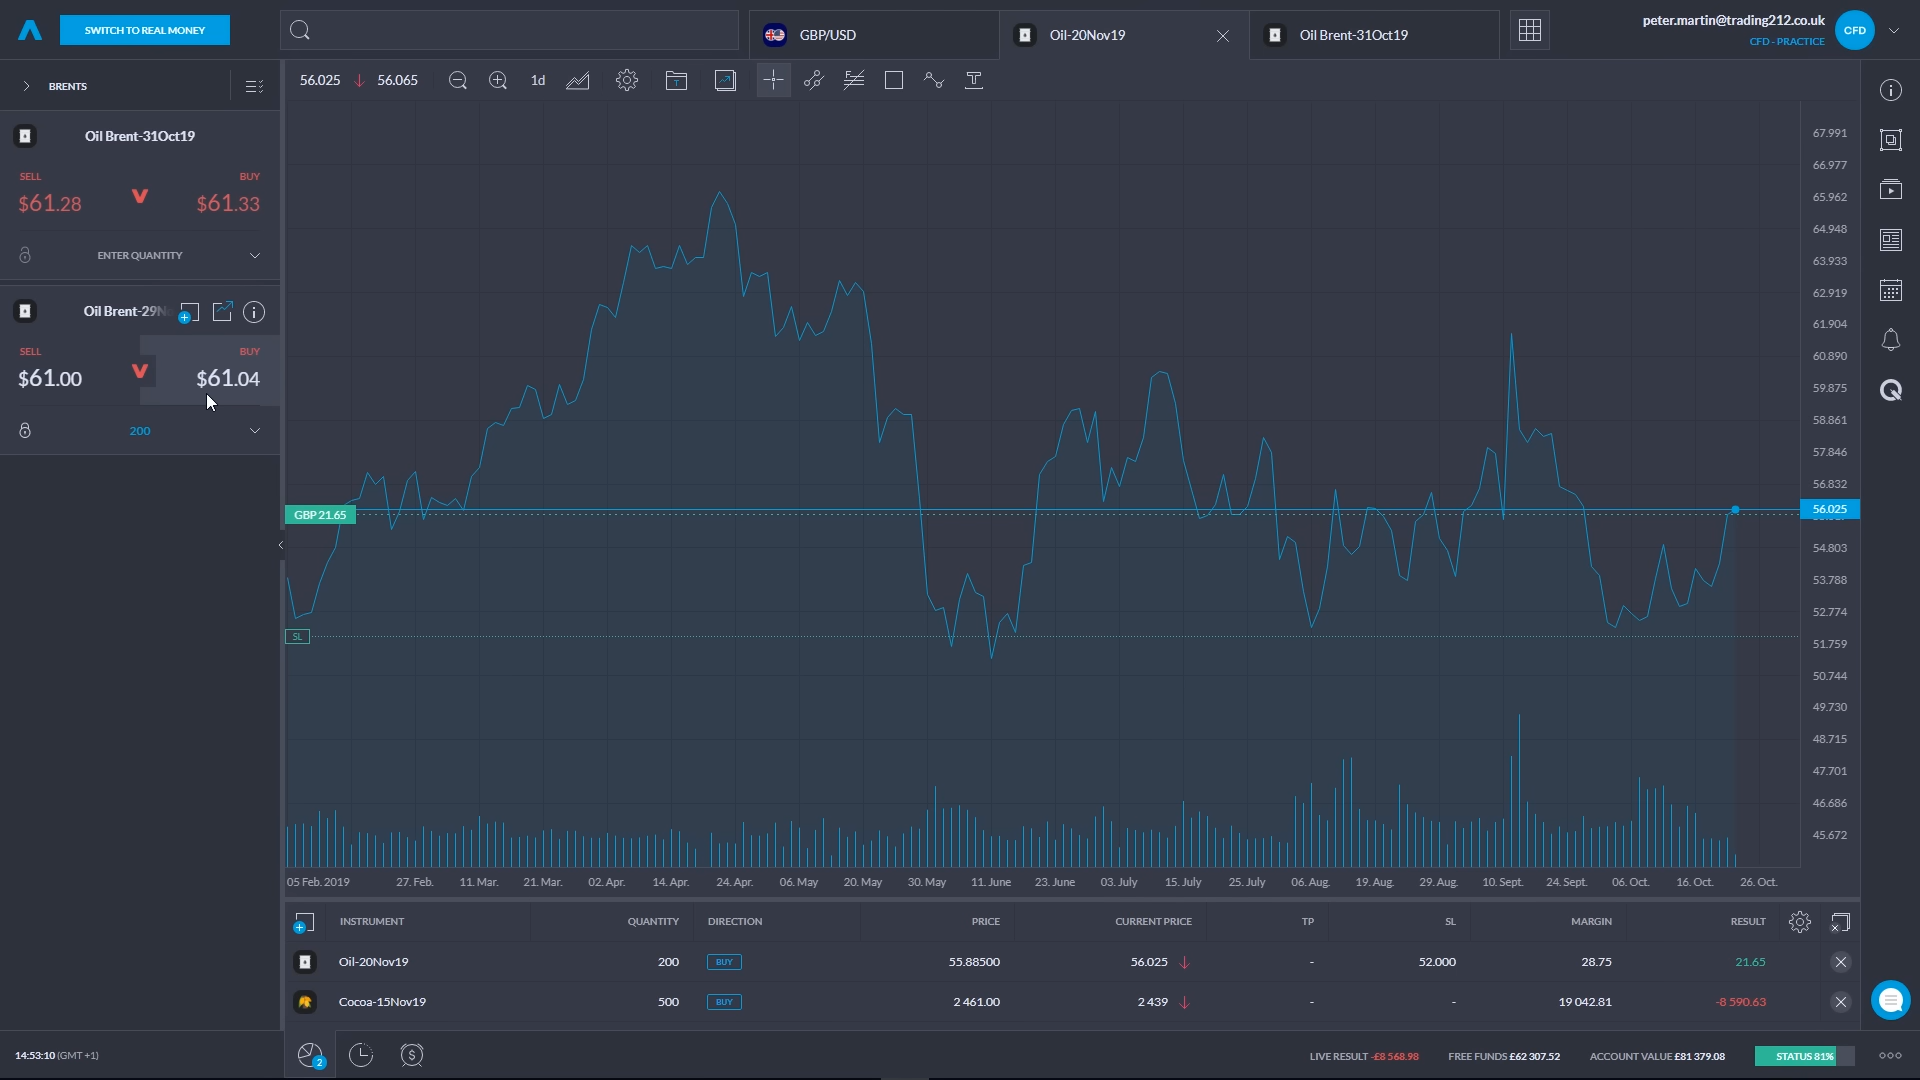 SWITCH TO REAL MONEY
GBP/USD
Oil-20Nov19
Oil Brent-31Oct19
peter.martin@trading212.co.uk
CFD - PRACTICE
CFD
BRENTS
56.025 56.065
1d
Oil Brent-31Oct19
SELL BUY
$61.28 $61.33
ENTER QUANTITY
Oil Brent-29N
SELL BUY
$61.00 $61.04
200
67.991
66.977
65.962
64.948
63.933
62.919
61.904
60.890
59.875
58.861
57.846
56.832
GBP 21.65
56.025
54.803
53.788
52.774
SL
51.759
50.744
49.730
48.715
47.701
46.686
45.672
05 Feb. 2019 27. Feb. 11. Mar. 21. Mar. 02. Apr. 14. Apr. 24. Apr. 06. May 20. May 30. May 11. June 23. June 03. July 15. July 25. July 06. Aug. 19. Aug. 29. Aug. 10. Sept. 24. Sept. 06. Oct. 16. Oct. 26. Oct.
INSTRUMENT QUANTITY DIRECTION PRICE CURRENT PRICE TP SL MARGIN RESULT
Oil-20Nov19 200 BUY 55.88500 56.025 - 52.000 28.75 21.65
Cocoa-15Nov19 500 BUY 2 461.00 2 439 - - 19 042.81 -8 590.63
14:53:10 (GMT +1)
2
LIVE RESULT -£8 568.98 FREE FUNDS £62 307.52 ACCOUNT VALUE £81 379.08 STATUS 81%